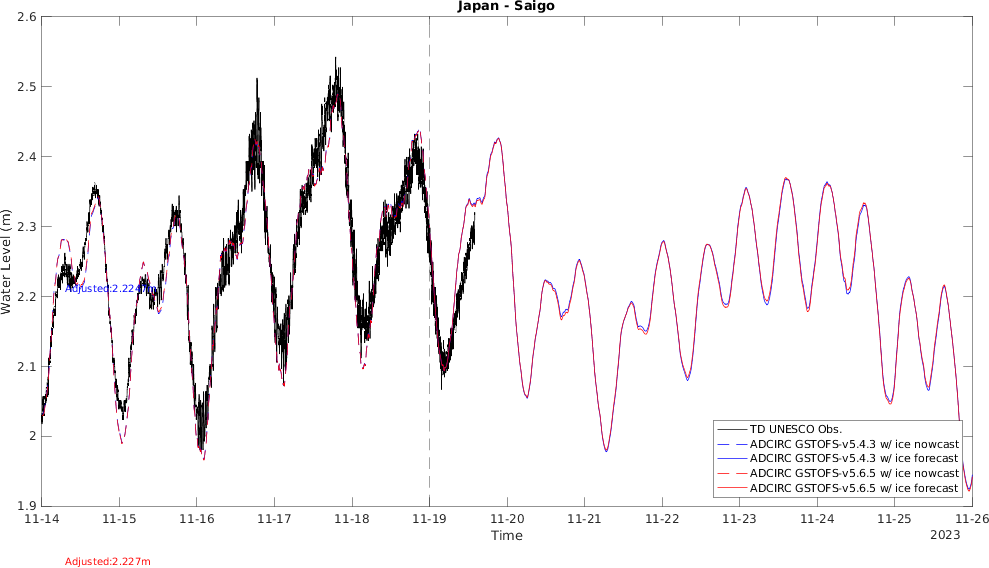 Japan - Saigo
2.6
2.5
2.4
2.3
2.2
2.1
2
1.9
Water Level (m)
Adjusted:2.224m
11-14
11-15
11-16
11-17
11-18
11-19
11-20
11-21
11-22
11-23
11-24
11-25
11-26
Time
2023
TD UNESCO Obs.
ADCIRC GSTOFS-v5.4.3 w/ ice nowcast
ADCIRC GSTOFS-v5.4.3 w/ ice forecast
ADCIRC GSTOFS-v5.6.5 w/ ice nowcast
ADCIRC GSTOFS-v5.6.5 w/ ice forecast
Adjusted:2.227m